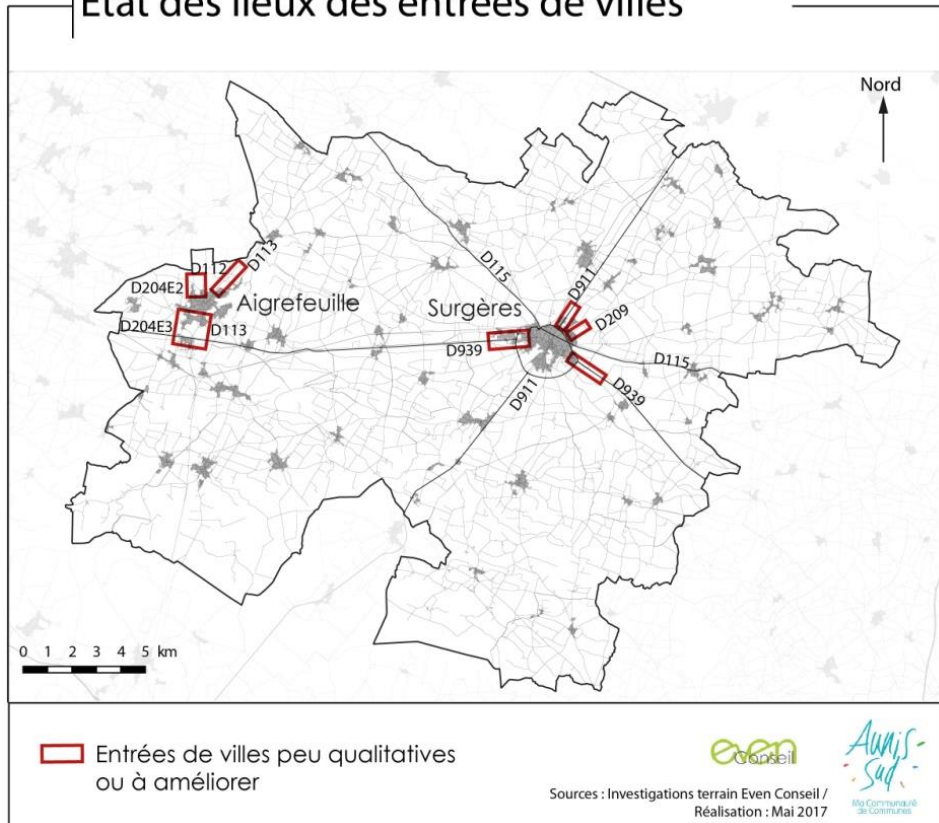 Etat des lieux des entrées de villes
Nord
D115
D113
D112
D911
D204E2
Aigrefeuille
Surgères
D209
D204E3
D113
D939
D115
D911
D939
0 1 2 3 4 5 km
Entrées de villes peu qualitatives
ou à améliorer
even
Conseil
Aunis
Sud
Ma Communauté
de Communes
Sources : Investigations terrain Even Conseil /
Réalisation : Mai 2017